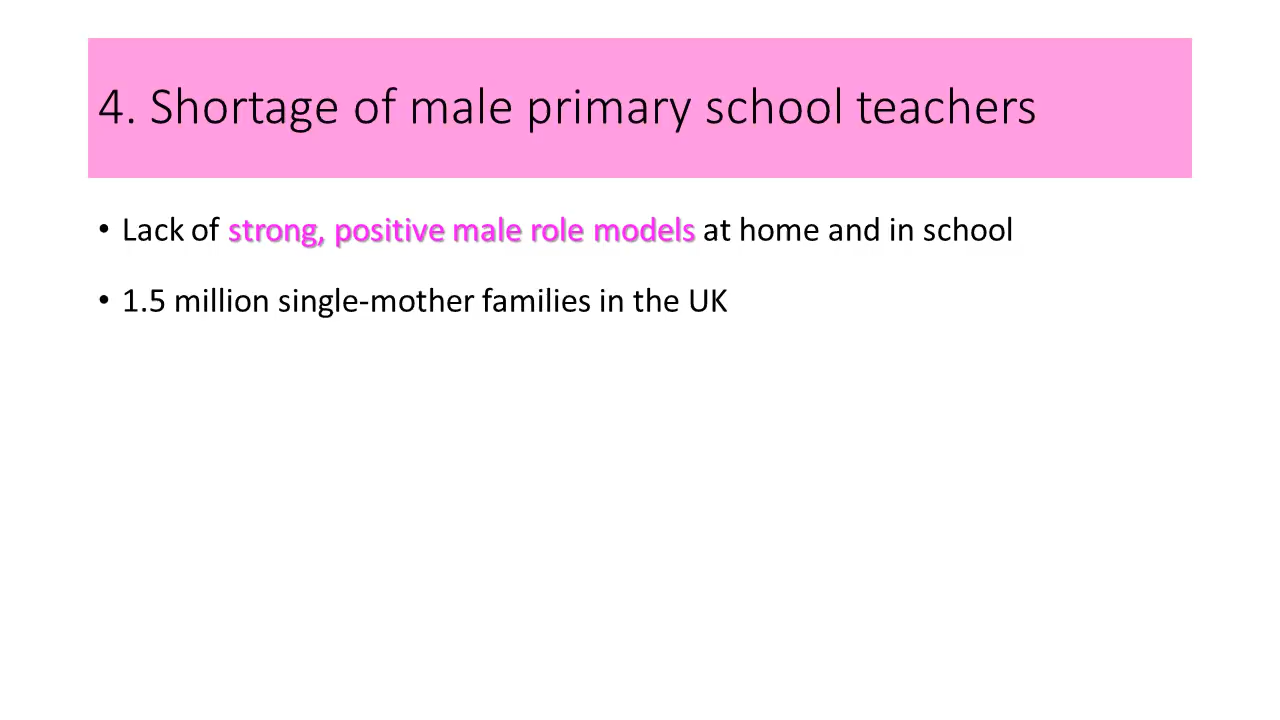 4. Shortage of male primary school teachers
• Lack of strong, positive male role models at home and in school
• 1.5 million single-mother families in the UK